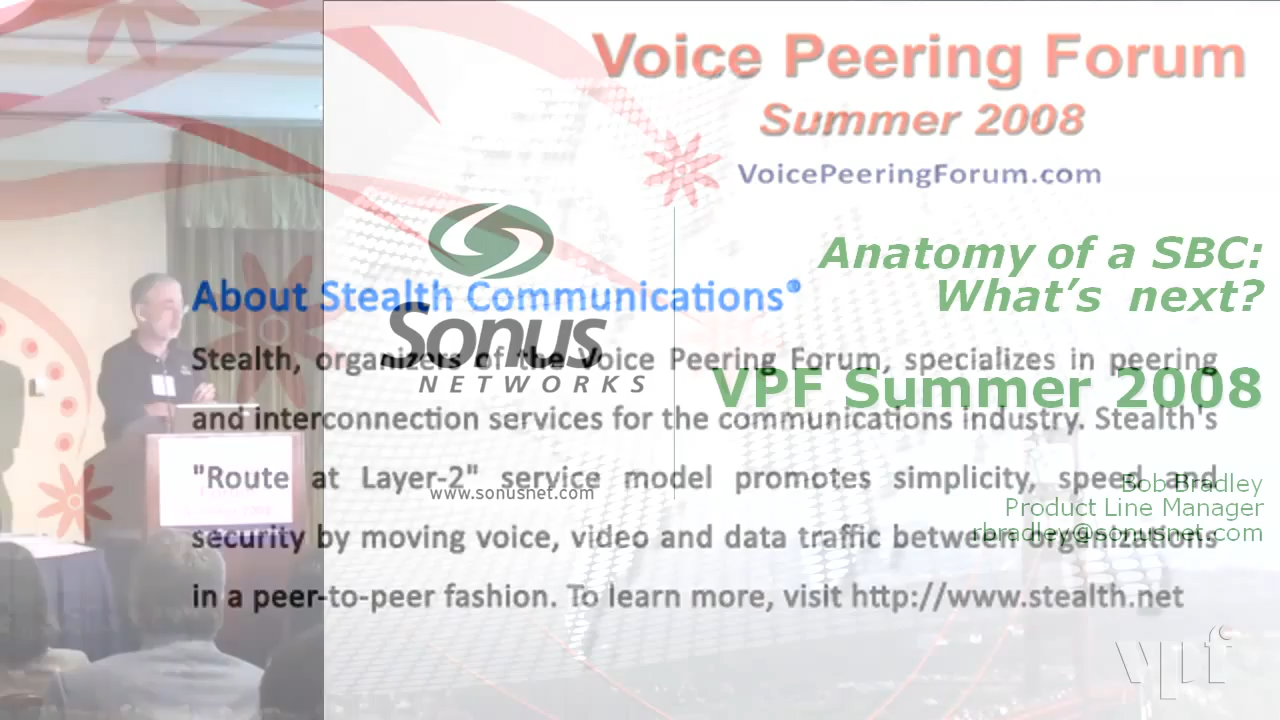 Voice Peering Forum
Summer 2008
VoicePeeringForum.com
Anatomy of a SBC:
What's next?
About Stealth Communications®
Sonus
NETWORKS
Stealth, organizers of the Voice Peering Forum, specializes in peering
VPF Summer 2008
and interconnection services for the communications industry. Stealth's
"Route at Layer-2" service model promotes simplicity, speed and
www.sonusnet.com
Bob Bradley
Product Line Manager
rbradley@sonusnet.com
security by moving voice, video and data traffic between organizations
in a peer-to-peer fashion. To learn more, visit http://www.stealth.net
vpf